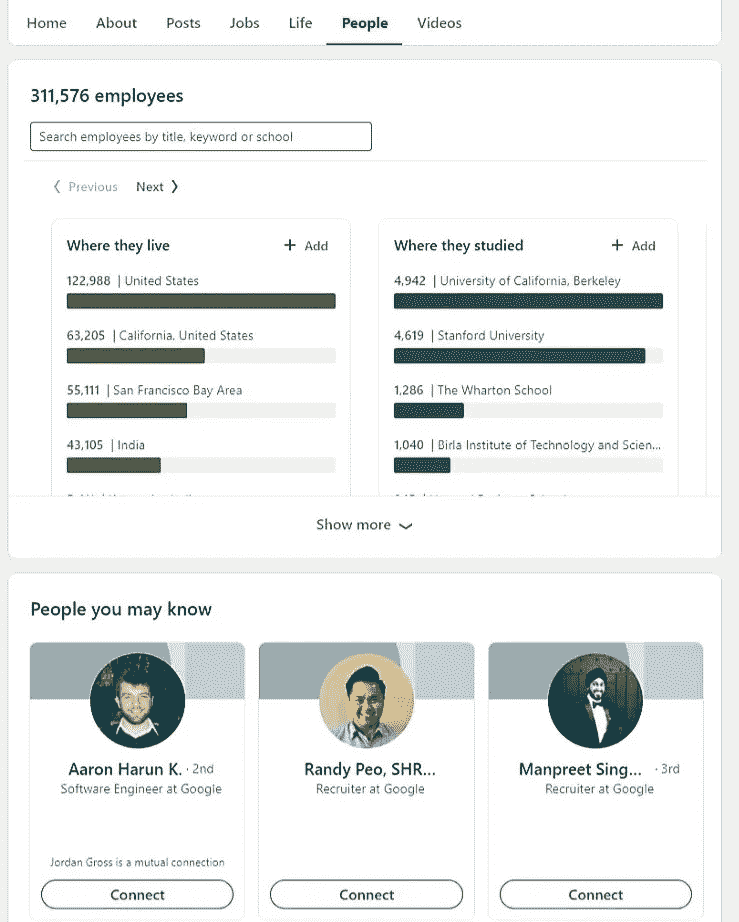 Home About Posts Jobs Life People Videos
311,576 employees
Search employees by title, keyword or school
Previous Next
Where they live + Add
122,988 | United States
63,205 | California, United States
55,111 | San Francisco Bay Area
43,105 | India
Where they studied + Add
4,942 | University of California, Berkeley
4,619 | Stanford University
1,286 | The Wharton School
1,040 | Birla Institute of Technology and Scien...
Show more
People you may know
Aaron Harun K. · 2nd
Software Engineer at Google
Jordan Gross is a mutual connection
Connect
Randy Peo, SHR...
Recruiter at Google
Connect
Manpreet Sing... · 3rd
Recruiter at Google
Connect